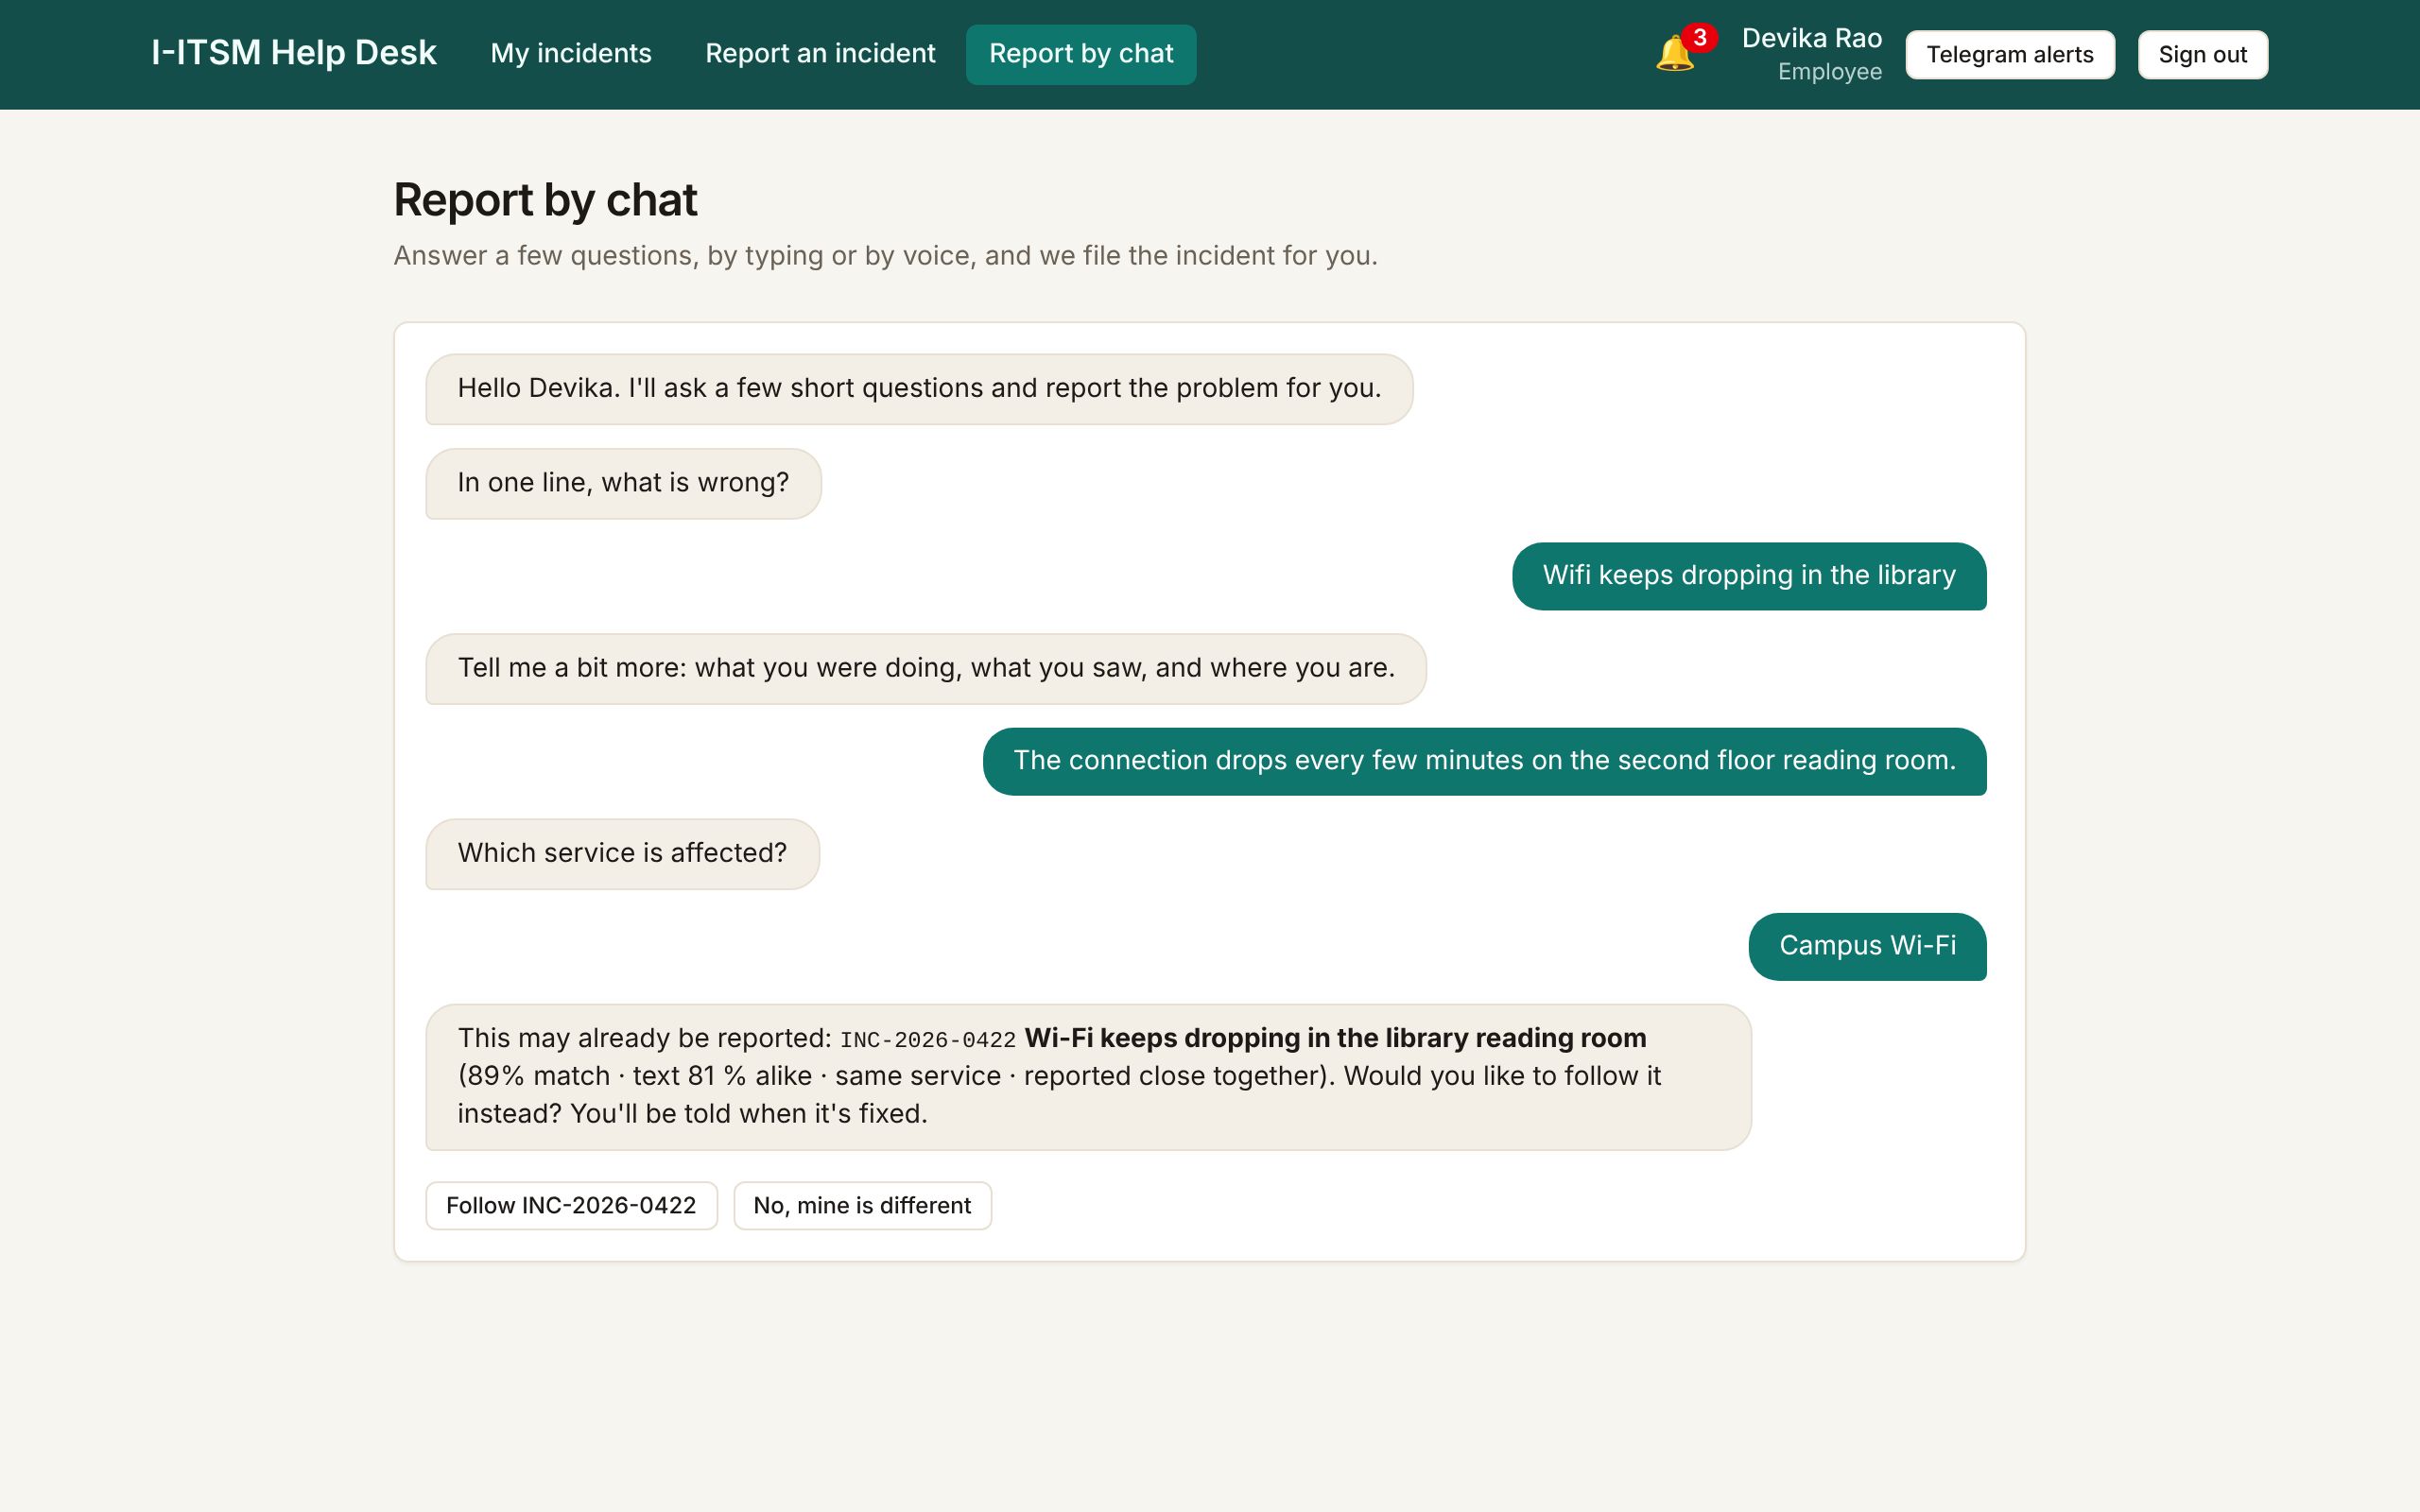 I-ITSM Help Desk
My incidents
Report an incident
Report by chat
3
Devika Rao
Employee
Telegram alerts
Sign out
Report by chat
Answer a few questions, by typing or by voice, and we file the incident for you.
Hello Devika. I'll ask a few short questions and report the problem for you.
In one line, what is wrong?
Wifi keeps dropping in the library
Tell me a bit more: what you were doing, what you saw, and where you are.
The connection drops every few minutes on the second floor reading room.
Which service is affected?
Campus Wi-Fi
This may already be reported: INC-2026-0422 Wi-Fi keeps dropping in the library reading room
(89% match · text 81 % alike · same service · reported close together). Would you like to follow it
instead? You'll be told when it's fixed.
Follow INC-2026-0422
No, mine is different